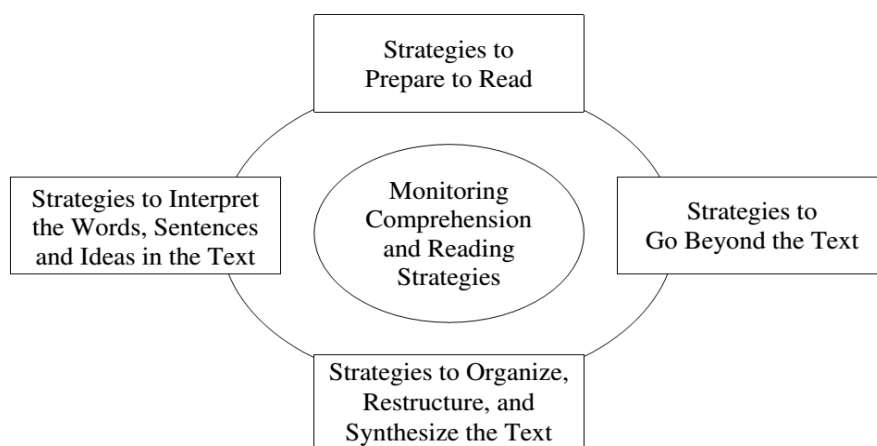 Strategies to
Prepare to Read
Strategies to Interpret
the Words, Sentences
and Ideas in the Text
Monitoring
Comprehension
and Reading
Strategies
Strategies to
Go Beyond the Text
Strategies to Organize,
Restructure, and
Synthesize the Text